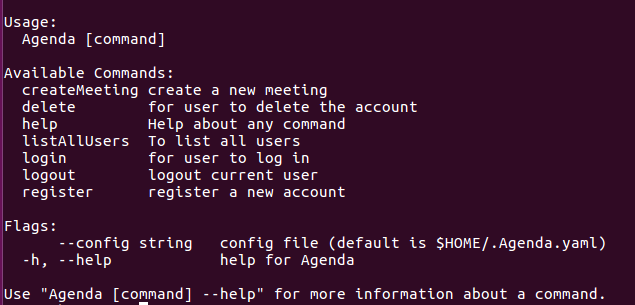 Usage:
  Agenda [command]

Available Commands:
  createMeeting create a new meeting
  delete        for user to delete the account
  help          Help about any command
  listAllUsers  To list all users
  login         for user to log in
  logout        logout current user
  register      register a new account

Flags:
      --config string   config file (default is $HOME/.Agenda.yaml)
  -h, --help            help for Agenda

Use "Agenda [command] --help" for more information about a command.